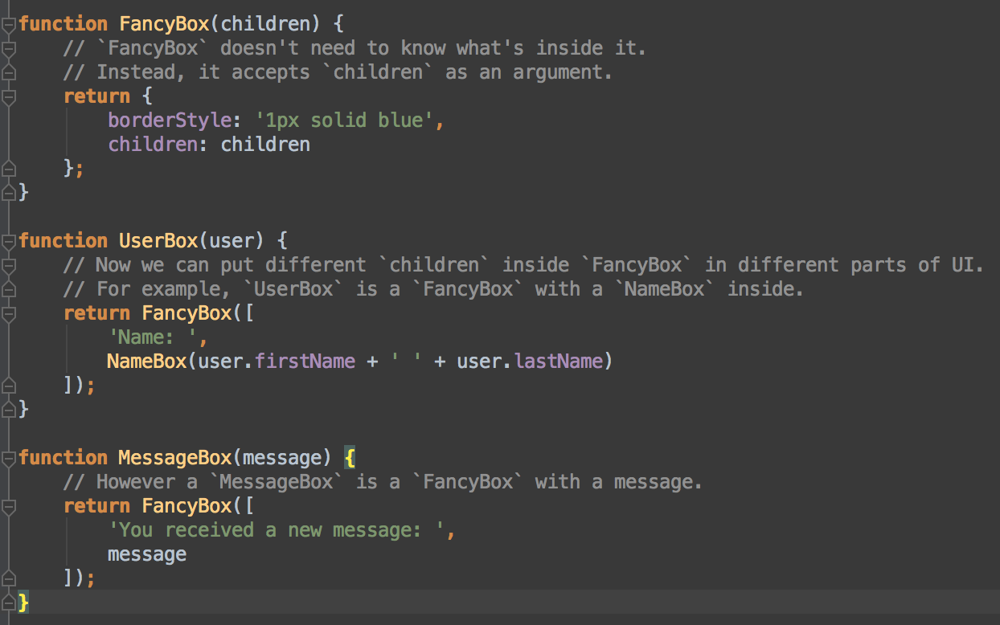 function FancyBox(children) {
    // `FancyBox` doesn't need to know what's inside it.
    // Instead, it accepts `children` as an argument.
    return {
        borderStyle: '1px solid blue',
        children: children
    };
}

function UserBox(user) {
    // Now we can put different `children` inside `FancyBox` in different parts of UI.
    // For example, `UserBox` is a `FancyBox` with a `NameBox` inside.
    return FancyBox([
        'Name: ',
        NameBox(user.firstName + ' ' + user.lastName)
    ]);
}

function MessageBox(message) {
    // However a `MessageBox` is a `FancyBox` with a message.
    return FancyBox([
        'You received a new message: ',
        message
    ]);
}